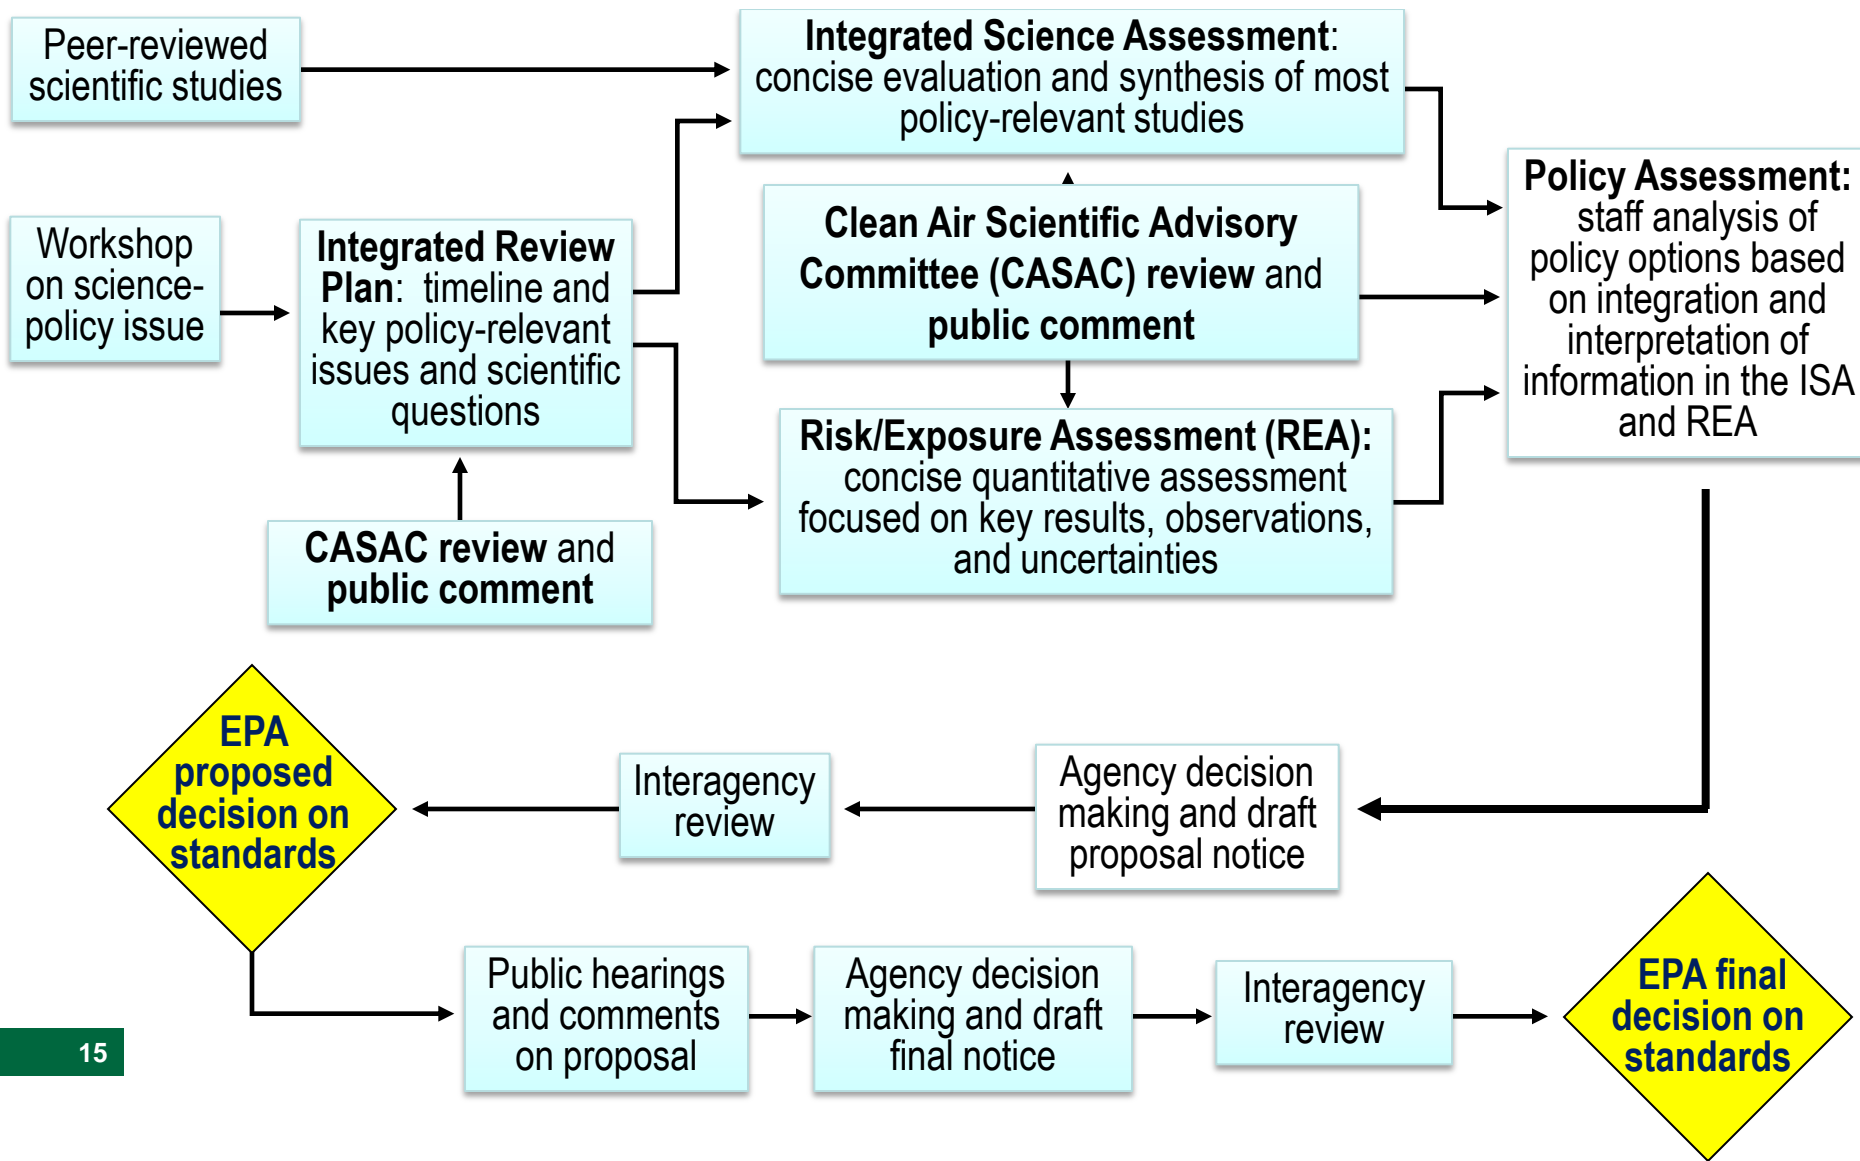 Peer-reviewed
scientific studies
Integrated Science Assessment:
concise evaluation and synthesis of most
policy-relevant studies
Workshop
on science-
policy issue
Integrated Review
Plan: timeline and
key policy-relevant
issues and scientific
questions
Clean Air Scientific Advisory
Committee (CASAC) review and
public comment
Policy Assessment:
staff analysis of
policy options based
on integration and
interpretation of
information in the ISA
and REA
Risk/Exposure Assessment (REA):
concise quantitative assessment
focused on key results, observations,
and uncertainties
CASAC review and
public comment
EPA
proposed
decision on
standards
Interagency
review
Agency decision
making and draft
proposal notice
Public hearings
and comments
on proposal
Agency decision
making and draft
final notice
Interagency
review
EPA final
decision on
standards
15